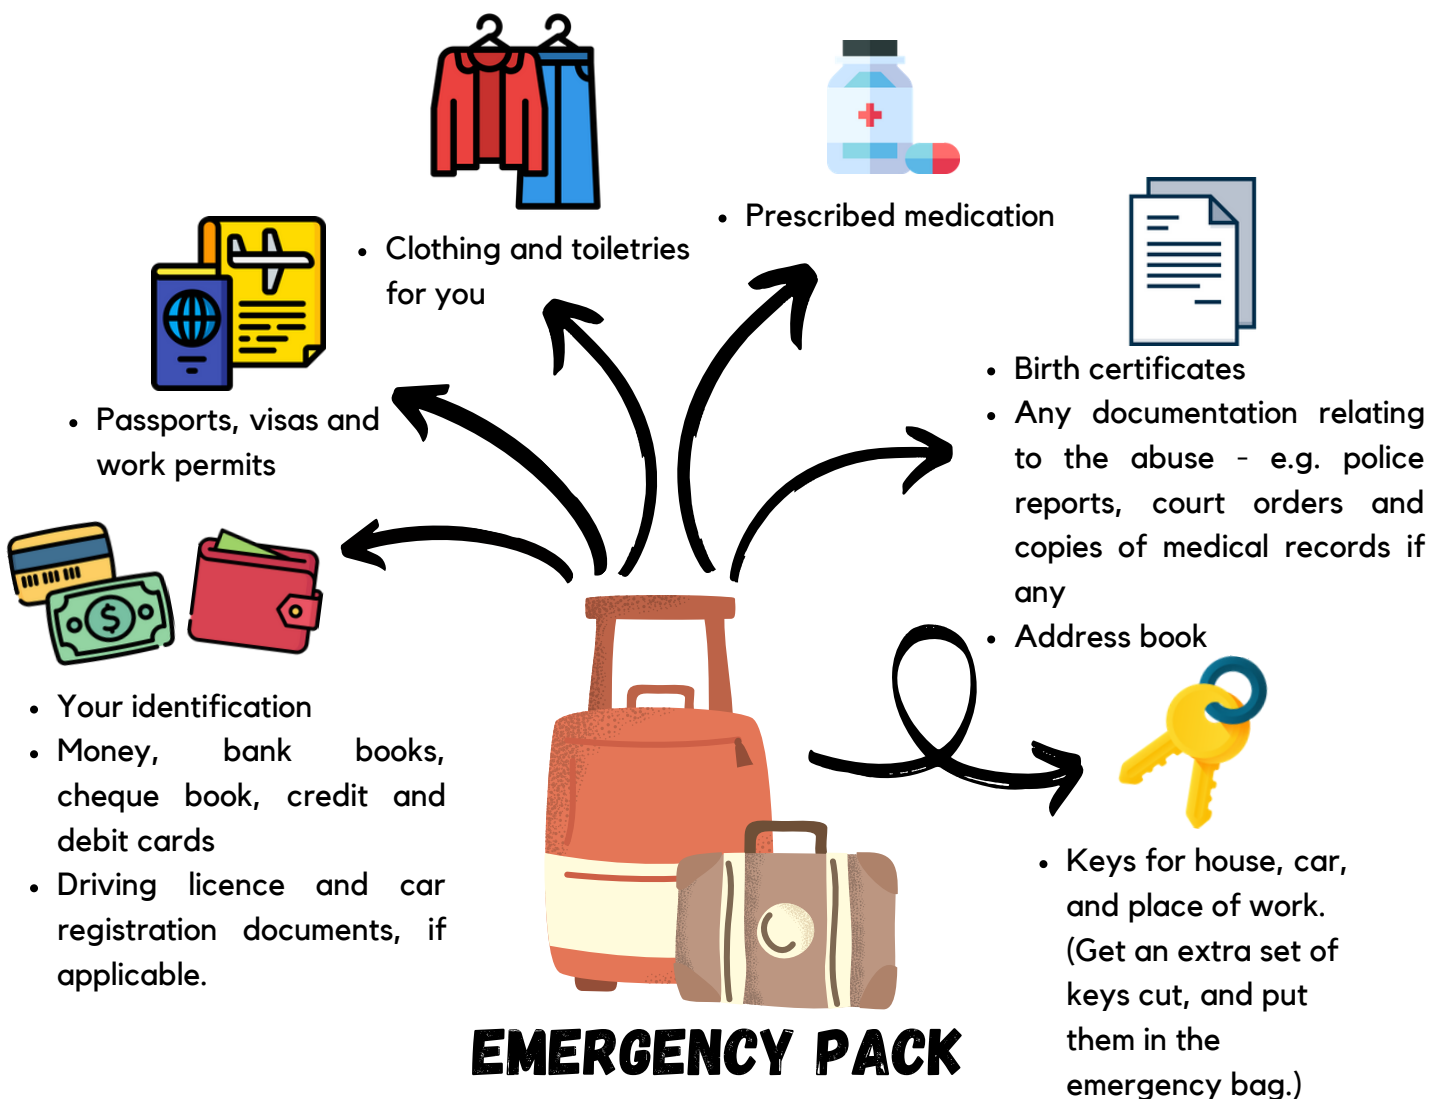 • Prescribed medication
• Clothing and toiletries
for you
• Passports, visas and
work permits
• Birth certificates
• Any documentation relating
to the abuse - e.g. police
reports, court orders and
copies of medical records if
any
• Address book
• Your identification
• Money, bank books,
cheque book, credit and
debit cards
• Driving licence and car
registration documents, if
applicable.
• Keys for house, car,
and place of work.
(Get an extra set of
keys cut, and put
them in the
emergency bag.)
EMERGENCY PACK